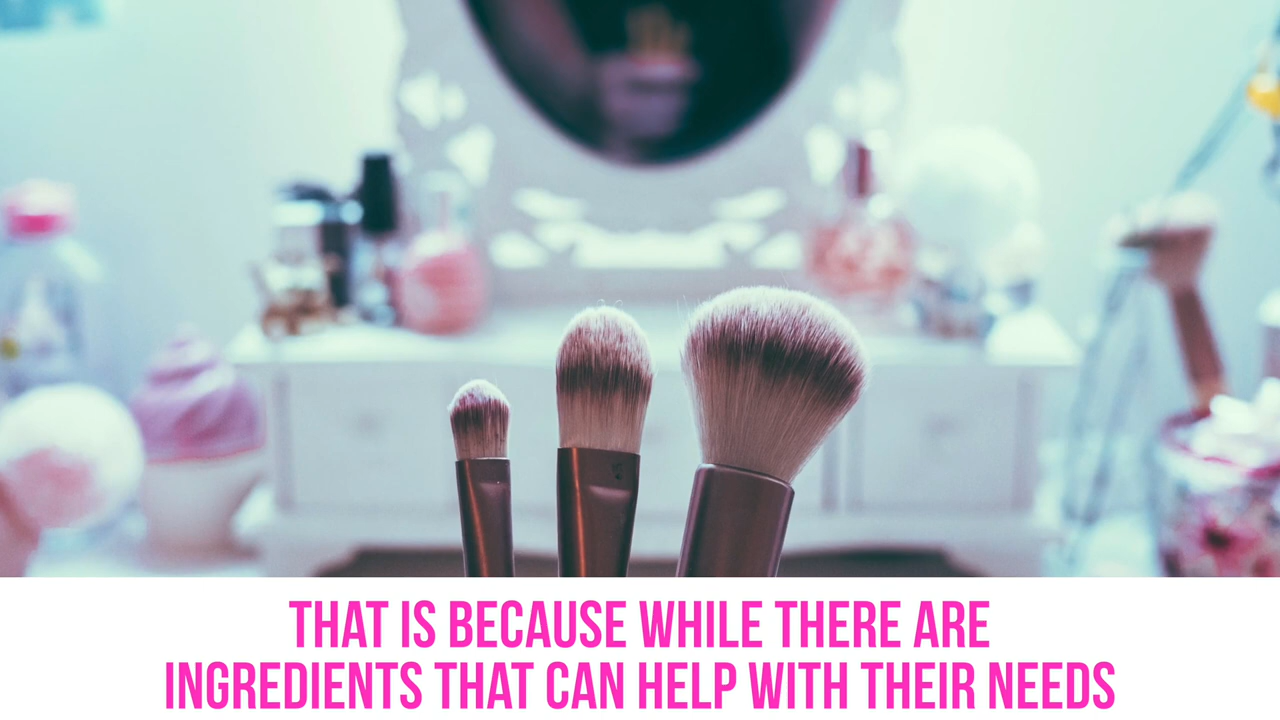 THAT IS BECAUSE WHILE THERE ARE
INGREDIENTS THAT CAN HELP WITH THEIR NEEDS